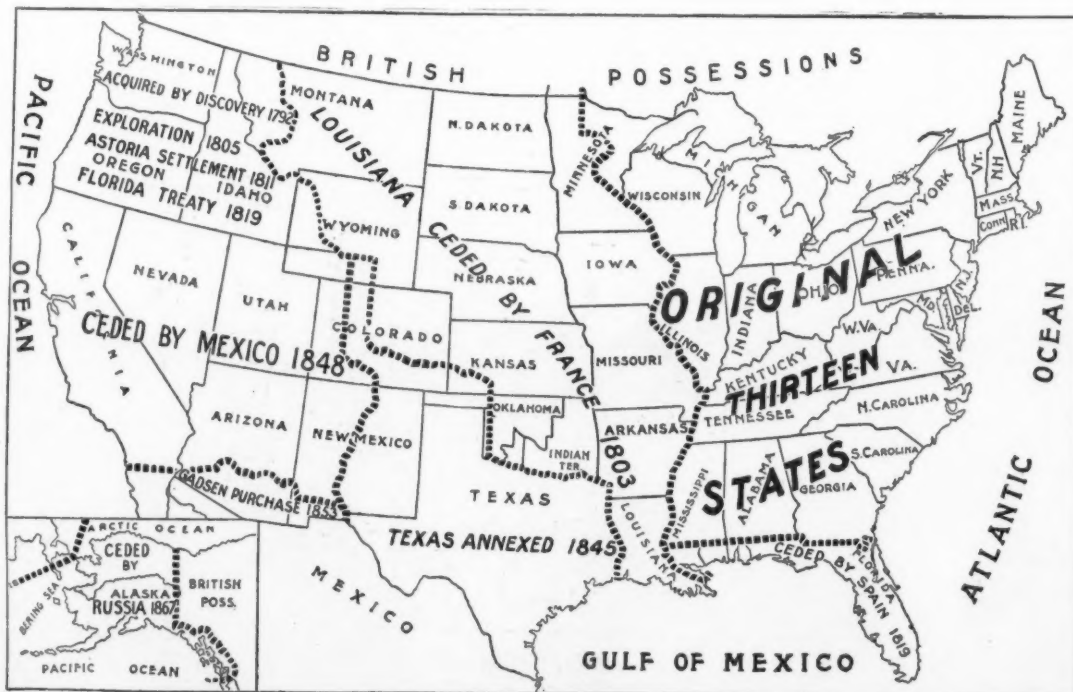 BRITISH POSSESSIONS
PACIFIC OCEAN
WASHINGTON
ACQUIRED BY DISCOVERY 1792
EXPLORATION 1805
ASTORIA SETTLEMENT 1811
OREGON
IDAHO
FLORIDA TREATY 1819
MONTANA
LOUISIANA
CEDED BY FRANCE 1803
N. DAKOTA
S. DAKOTA
WYOMING
NEBRASKA
MINNESOTA
WISCONSIN
MICHIGAN
IOWA
CALIFORNIA
NEVADA
UTAH
COLORADO
KANSAS
MISSOURI
ILLINOIS
INDIANA
OHIO
CEDED BY MEXICO 1848
ORIGINAL
THIRTEEN
STATES
MAINE
VT.
N.H
MASS.
CONN.
R.I.
NEW YORK
PENNA.
N.J.
MD.
DEL.
W.VA.
VA.
KENTUCKY
TENNESSEE
N. CAROLINA
S. CAROLINA
GEORGIA
ALABAMA
MISSISSIPPI
ARIZONA
NEW MEXICO
OKLAHOMA
INDIAN
TER.
ARKANSAS
LOUISIANA
TEXAS
TEXAS ANNEXED 1845
GADSEN PURCHASE 1853
MEXICO
CEDED
BY SPAIN 1819
FLORIDA
GULF OF MEXICO
ATLANTIC
OCEAN
ARCTIC OCEAN
CEDED
BY
ALASKA
RUSSIA 1867
BRITISH
POSS.
BERING SEA
PACIFIC OCEAN